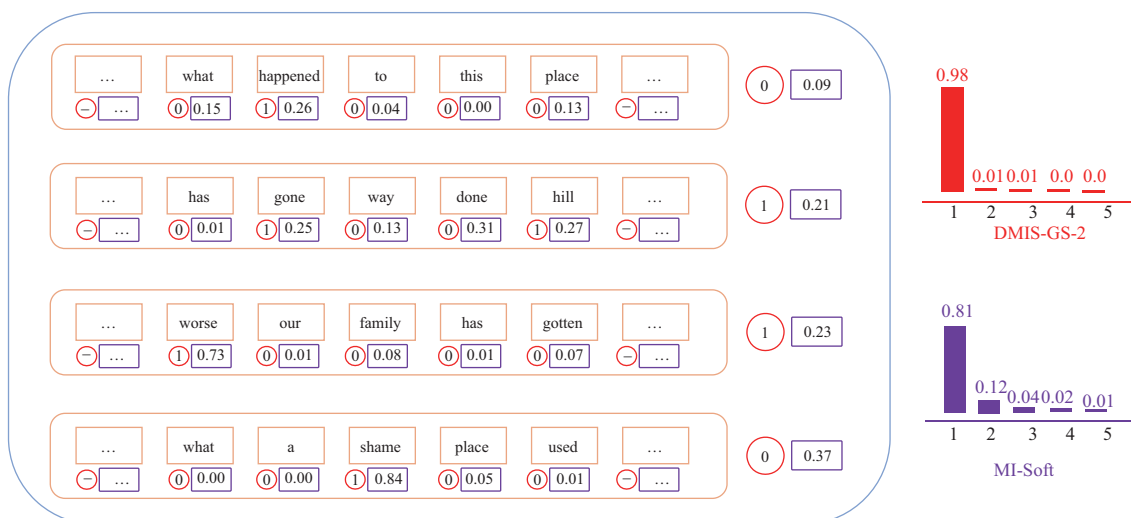 … what happened to this place …
− … 0 0.15 1 0.26 0 0.04 0 0.00 0 0.13 − …
0 0.09
… has gone way done hill …
− … 0 0.01 1 0.25 0 0.13 0 0.31 1 0.27 − …
1 0.21
… worse our family has gotten …
− … 1 0.73 0 0.01 0 0.08 0 0.01 0 0.07 − …
1 0.23
… what a shame place used …
− … 0 0.00 0 0.00 1 0.84 0 0.05 0 0.01 − …
0 0.37
0.98
0.01 0.01 0.0 0.0
1 2 3 4 5
DMIS-GS-2
0.81
0.12 0.04 0.02 0.01
1 2 3 4 5
MI-Soft